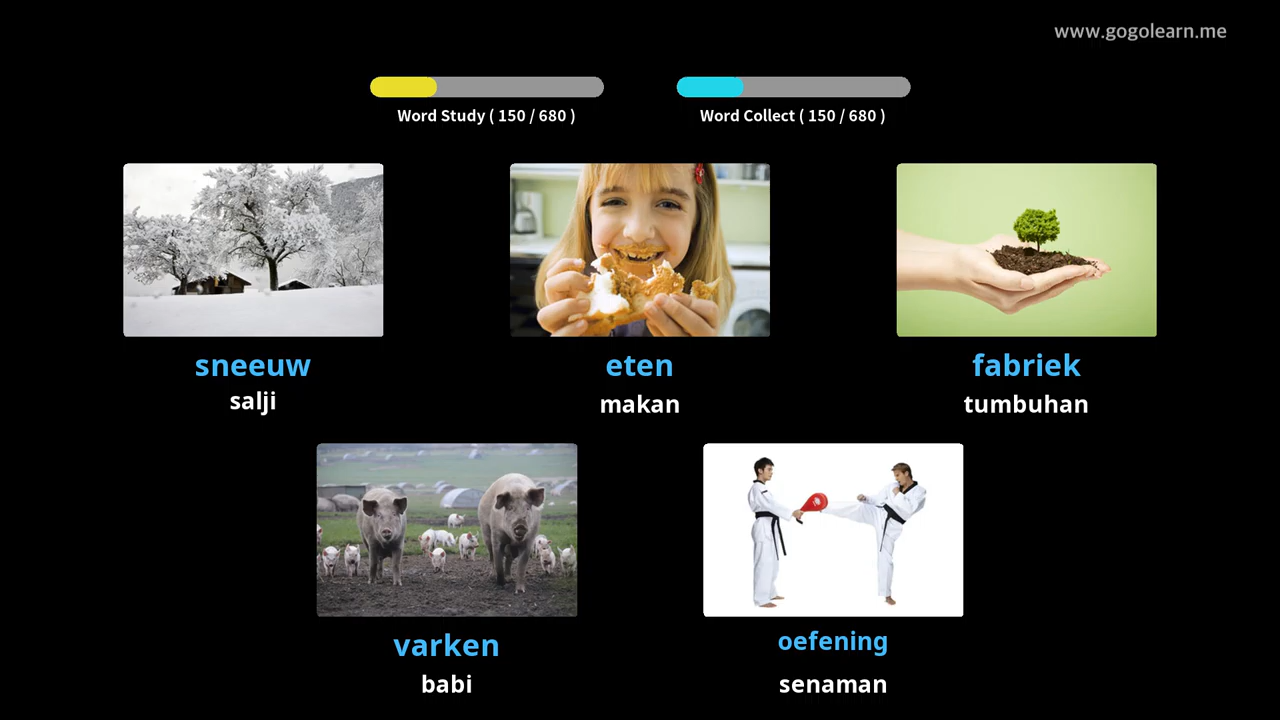 www.gogolearn.me
Word Study ( 150 / 680 )
Word Collect ( 150 / 680 )
sneeuw
salji
eten
makan
fabriek
tumbuhan
varken
babi
oefening
senaman